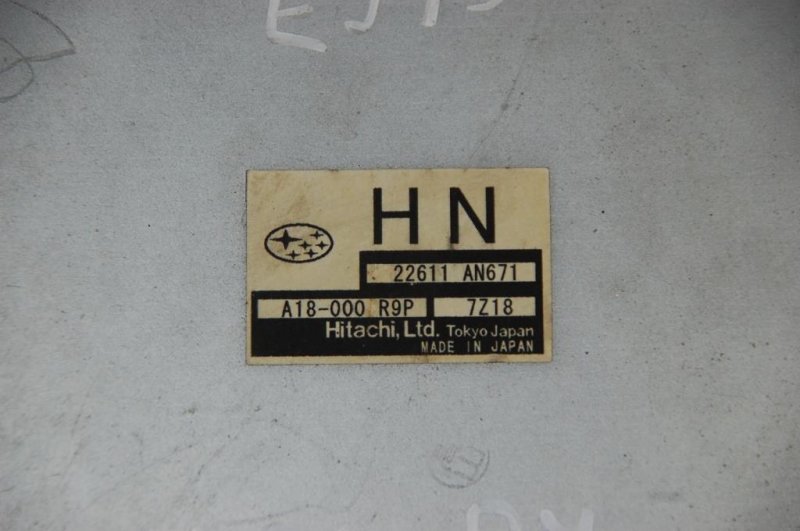 HN
22611 AN671
A18-000 R9P 7Z18
Hitachi, Ltd. Tokyo Japan
MADE IN JAPAN